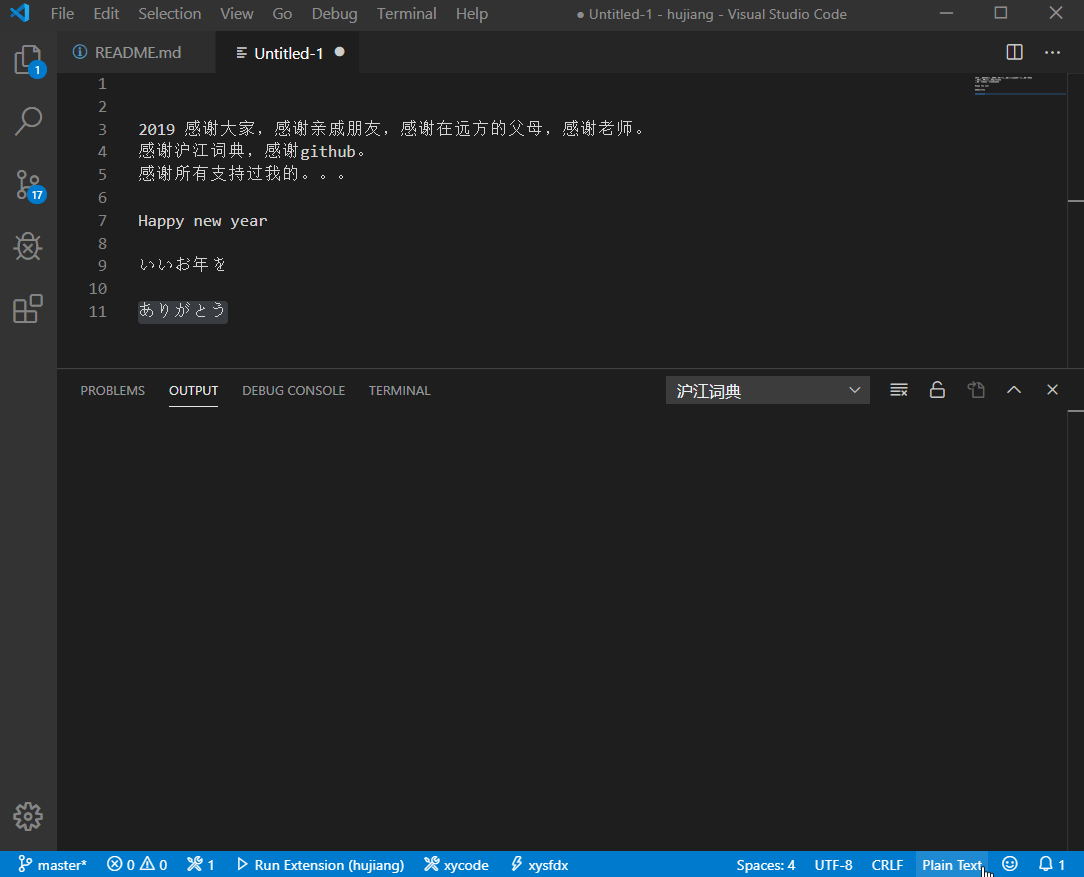 File Edit Selection View Go Debug Terminal Help ● Untitled-1 - hujiang - Visual Studio Code
README.md Untitled-1
1
1
2
3 2019 感谢大家，感谢亲戚朋友，感谢在远方的父母，感谢老师。
4 感谢沪江词典，感谢github。
5 感谢所有支持过我的。。。
17
6
7 Happy new year
8
9 いいお年を
10
11 ありがとう
PROBLEMS OUTPUT DEBUG CONSOLE TERMINAL 沪江词典
master* 0 0 1 Run Extension (hujiang) xycode xysfdx Spaces: 4 UTF-8 CRLF Plain Text 1